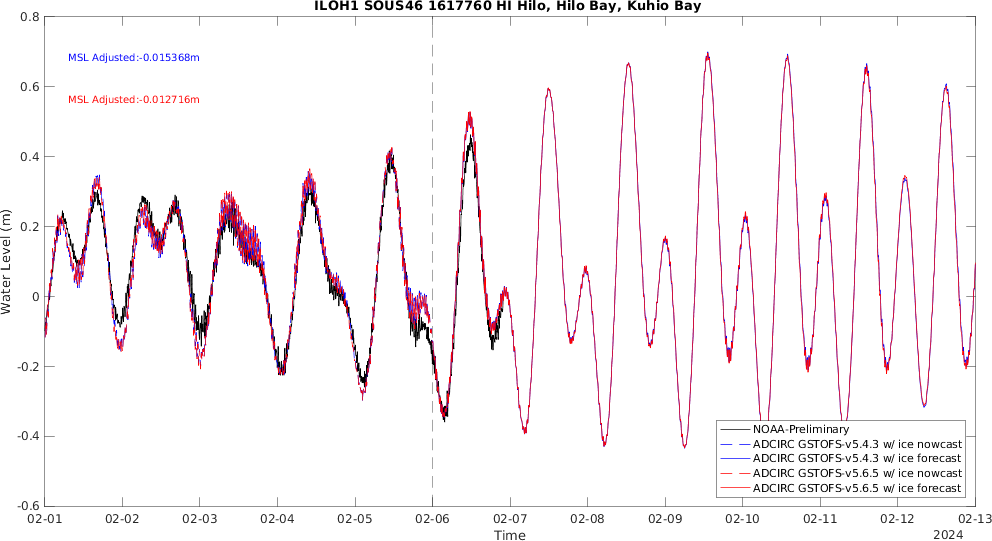 ILOH1 SOUS46 1617760 HI Hilo, Hilo Bay, Kuhio Bay
0.8
0.6
0.4
0.2
0
-0.2
-0.4
-0.6
Water Level (m)
MSL Adjusted:-0.015368m
MSL Adjusted:-0.012716m
NOAA-Preliminary
ADCIRC GSTOFS-v5.4.3 w/ ice nowcast
ADCIRC GSTOFS-v5.4.3 w/ ice forecast
ADCIRC GSTOFS-v5.6.5 w/ ice nowcast
ADCIRC GSTOFS-v5.6.5 w/ ice forecast
02-01 02-02 02-03 02-04 02-05 02-06 02-07 02-08 02-09 02-10 02-11 02-12 02-13
Time
2024